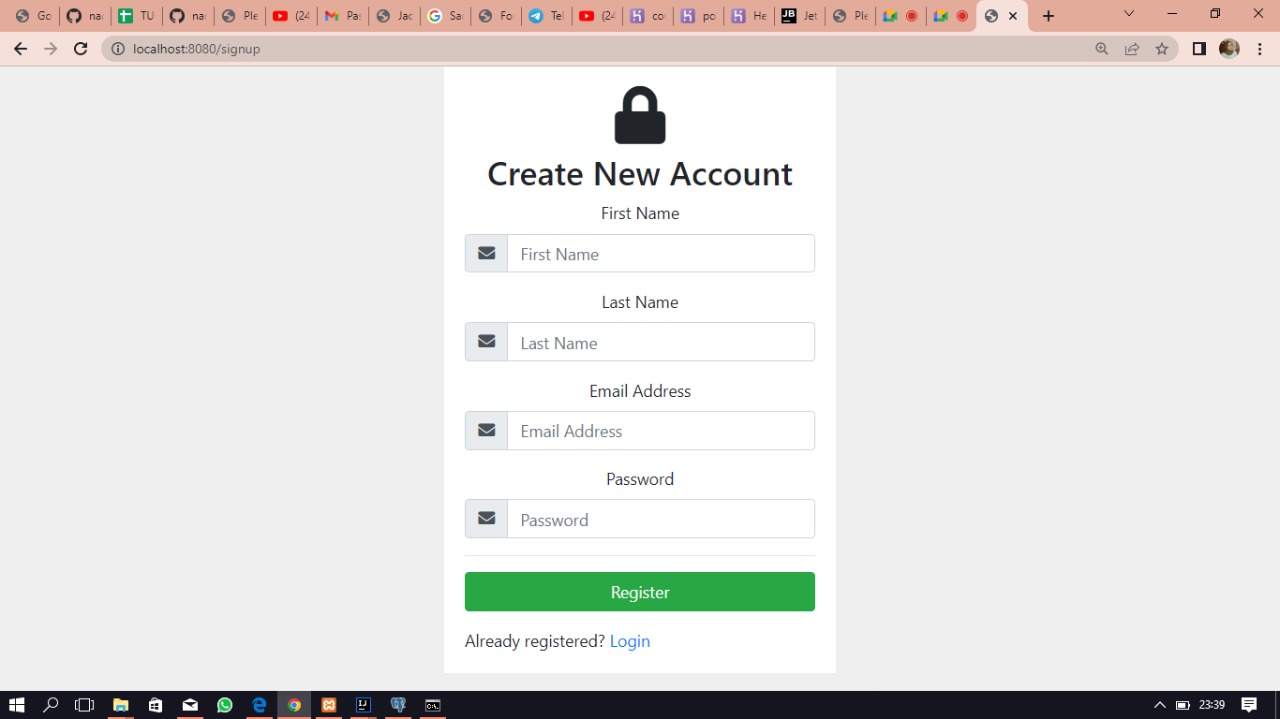 Go
na
TU
na
Ple
(24
Pa
Jac
Sa
Fo
Tel
(24
co
po
He
JB
Jet
Ple
localhost:8080/signup
Create New Account
First Name
First Name
Last Name
Last Name
Email Address
Email Address
Password
Password
Register
Already registered? Login
23:39